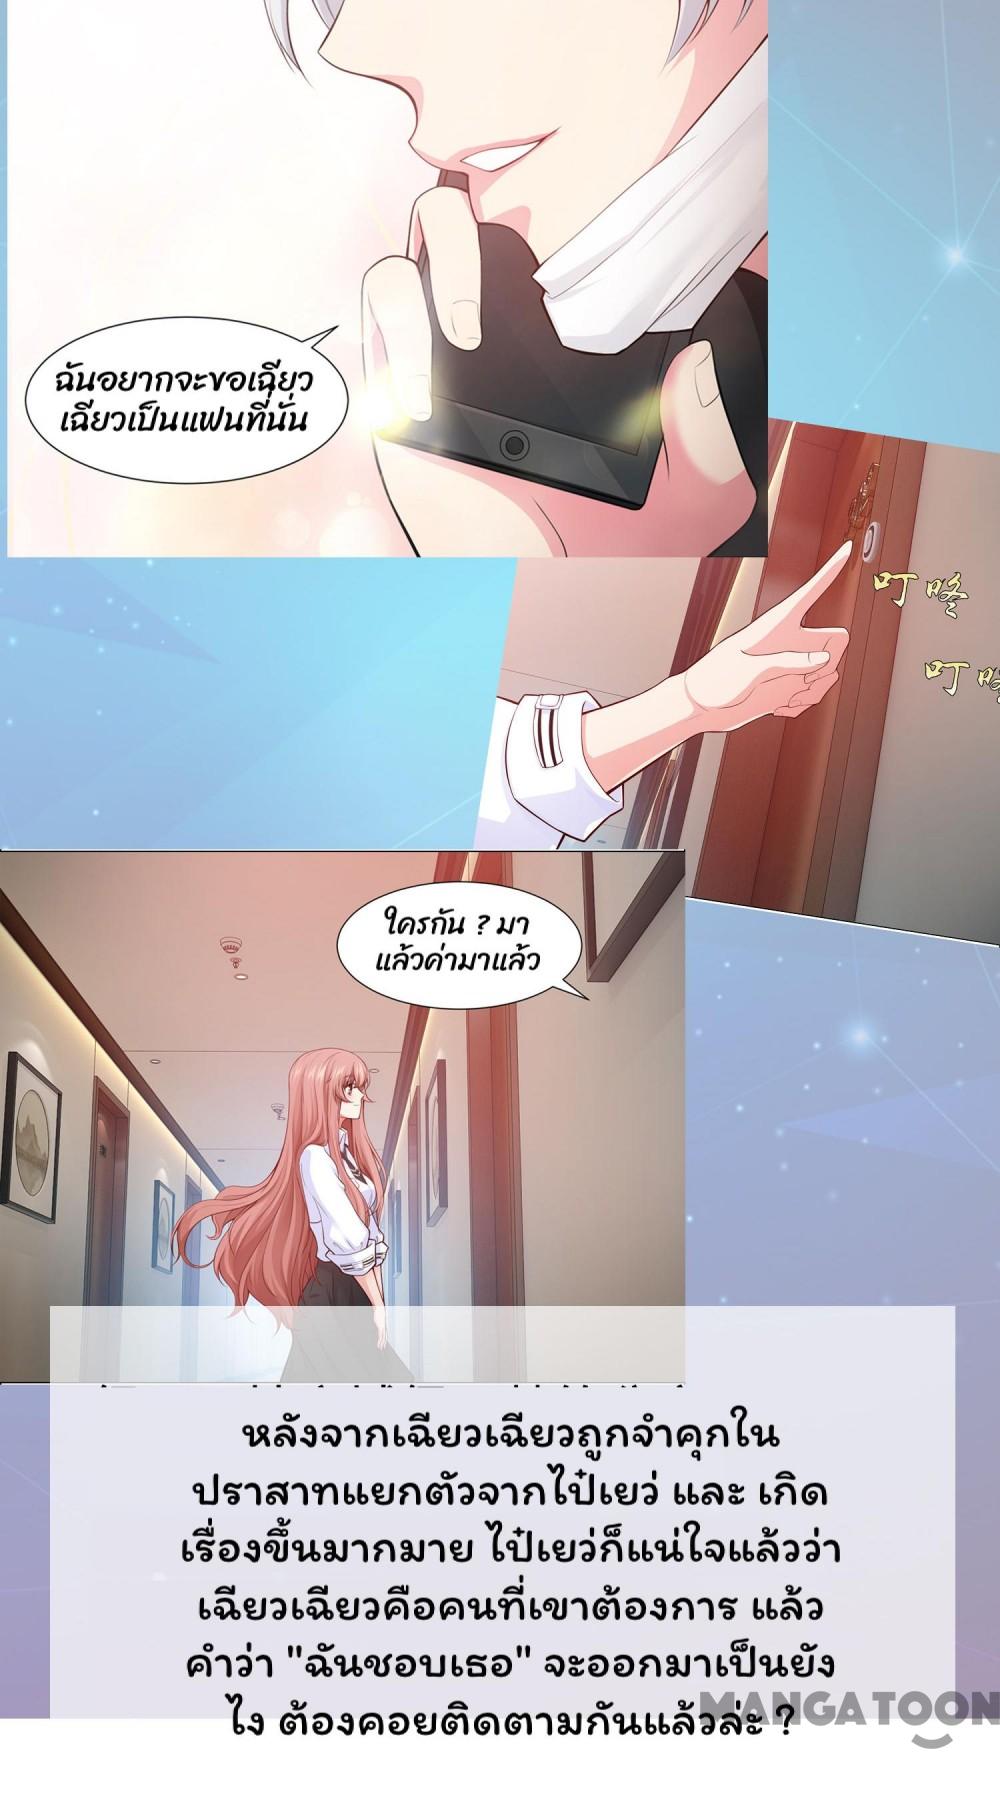 ฉันอยากจะขอเฉียว
เฉียวเป็นแฟนที่นั่น
叮咚
叮咚
ใครกัน ? มา
แล้วค่ามาแล้ว
หลังจากเฉียวเฉียวถูกจำคุกใน
ปราสาทแยกตัวจากไป๋เยว่ และ เกิด
เรื่องขึ้นมากมาย ไป๋เยว่ก็แน่ใจแล้วว่า
เฉียวเฉียวคือคนที่เขาต้องการ แล้ว
คำว่า "ฉันชอบเธอ" จะออกมาเป็นยัง
ไง ต้องคอยติดตามกันแล้วล่ะ ?
MANGATOON